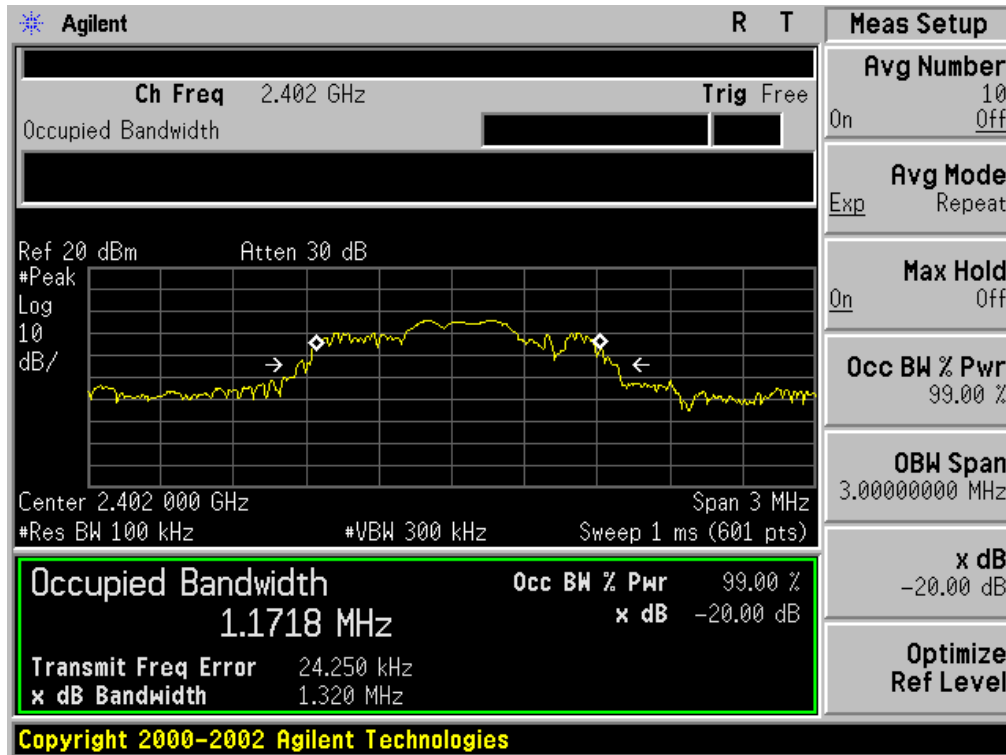 Agilent R T
Ch Freq 2.402 GHz Trig Free
Occupied Bandwidth
Ref 20 dBm Atten 30 dB
#Peak
Log
10
dB/
Center 2.402 000 GHz Span 3 MHz
#Res BW 100 kHz #VBW 300 kHz Sweep 1 ms (601 pts)
Occupied Bandwidth
1.1718 MHz
Occ BW % Pwr 99.00 %
x dB -20.00 dB
Transmit Freq Error 24.250 kHz
x dB Bandwidth 1.320 MHz
Copyright 2000-2002 Agilent Technologies
Meas Setup
Avg Number
10
On Off
Avg Mode
Exp Repeat
Max Hold
On Off
Occ BW % Pwr
99.00 %
OBW Span
3.00000000 MHz
x dB
-20.00 dB
Optimize
Ref Level